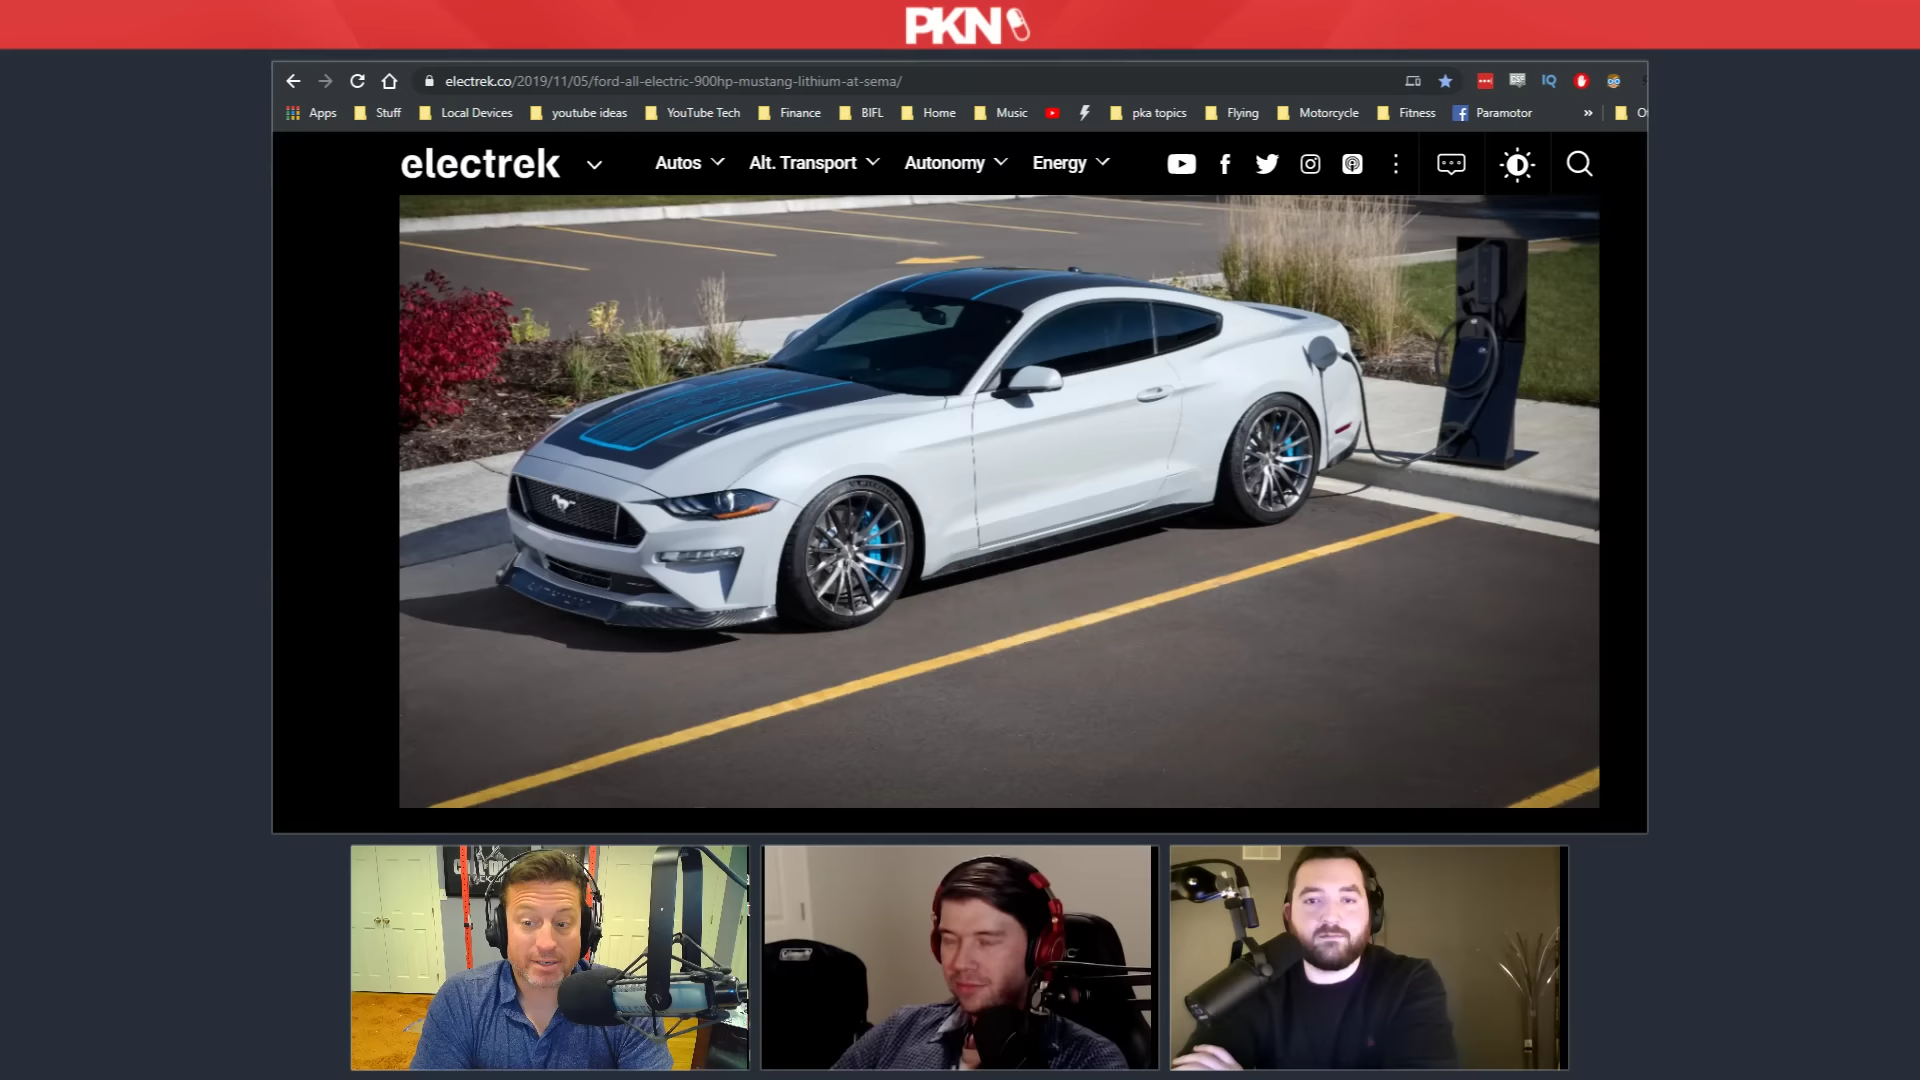 PKN
electrek.co/2019/11/05/ford-all-electric-900hp-mustang-lithium-at-sema/
Apps Stuff Local Devices youtube ideas YouTube Tech Finance BIFL Home Music pka topics Flying Motorcycle Fitness Paramotor »
electrek Autos Alt. Transport Autonomy Energy
IQ